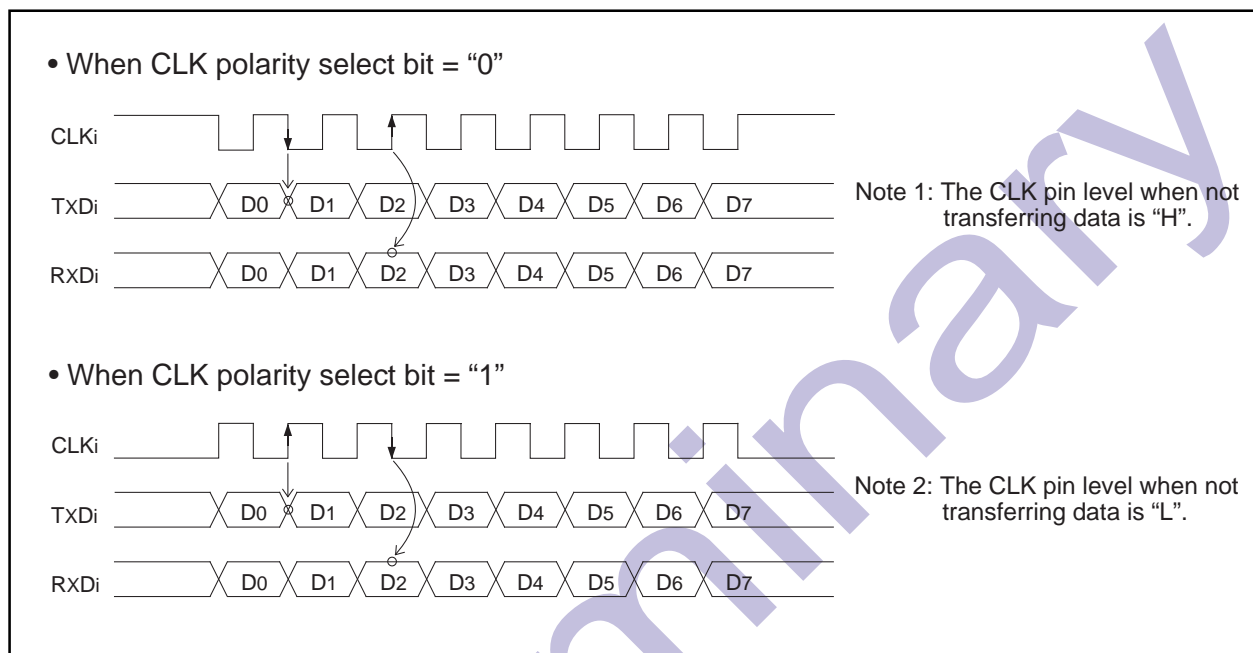 • When CLK polarity select bit = “0”
CLKi
TXDi D0 D1 D2 D3 D4 D5 D6 D7
RXDi D0 D1 D2 D3 D4 D5 D6 D7
Note 1: The CLK pin level when not
transferring data is “H”.
• When CLK polarity select bit = “1”
CLKi
TXDi D0 D1 D2 D3 D4 D5 D6 D7
RXDi D0 D1 D2 D3 D4 D5 D6 D7
Note 2: The CLK pin level when not
transferring data is “L”.
minary